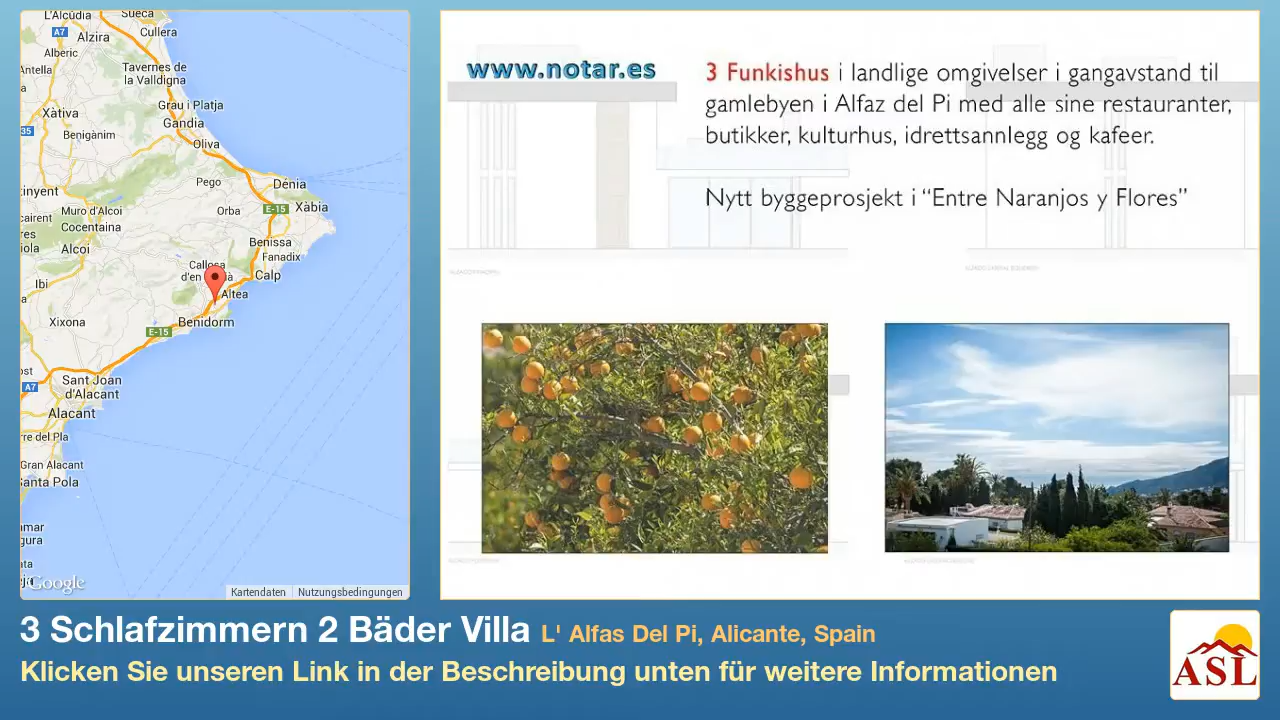 L'Alcúdia
Sueca
A7
Alzira
Cullera
Alberic
Antella
Tavernes de
la Valldigna
Xàtiva
Grau i Platja
Gandia
35
Benigànim
Oliva
Pego
Dénia
Orba
E-15
Xàbia
Muro d'Alcoi
Cocentaina
Alcoi
Benissa
Fanadix
Callosa
Calp
Ibi
Altea
Xixona
Benidorm
E-15
A7
Sant Joan
d'Alacant
Alacant
Gran Alacant
Santa Pola
Google
Kartendaten
Nutzungsbedingungen
www.notar.es
3 Funkishus i landlige omgivelser i gangavstand til
gamlebyen i Alfaz del Pi med alle sine restauranter,
butikker, kulturhus, idrettsannlegg og kafeer.
Nytt byggeprosjekt i “Entre Naranjos y Flores”
3 Schlafzimmern 2 Bäder Villa L' Alfas Del Pi, Alicante, Spain
Klicken Sie unseren Link in der Beschreibung unten für weitere Informationen
ASL